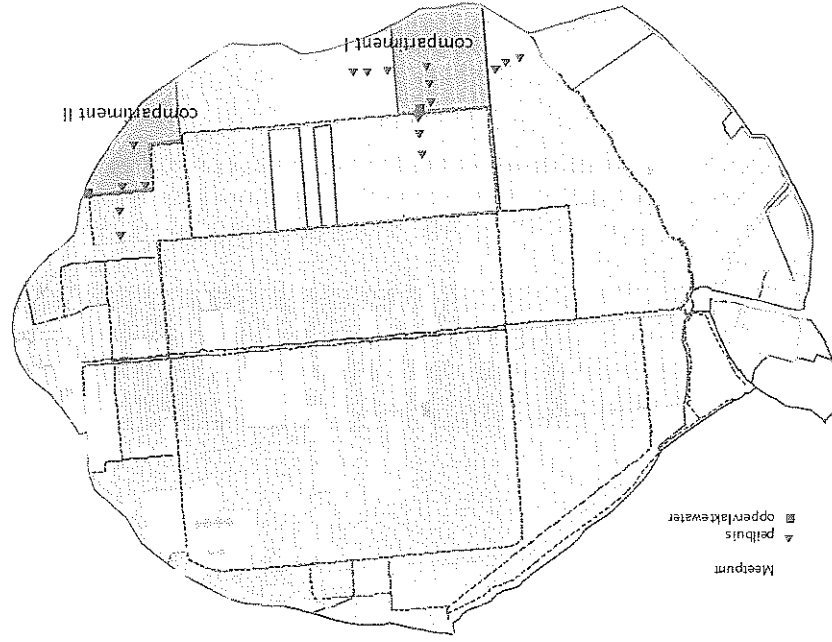 Meetpunt
peilbuis
oppervlaktewater
compartiment II
compartiment I